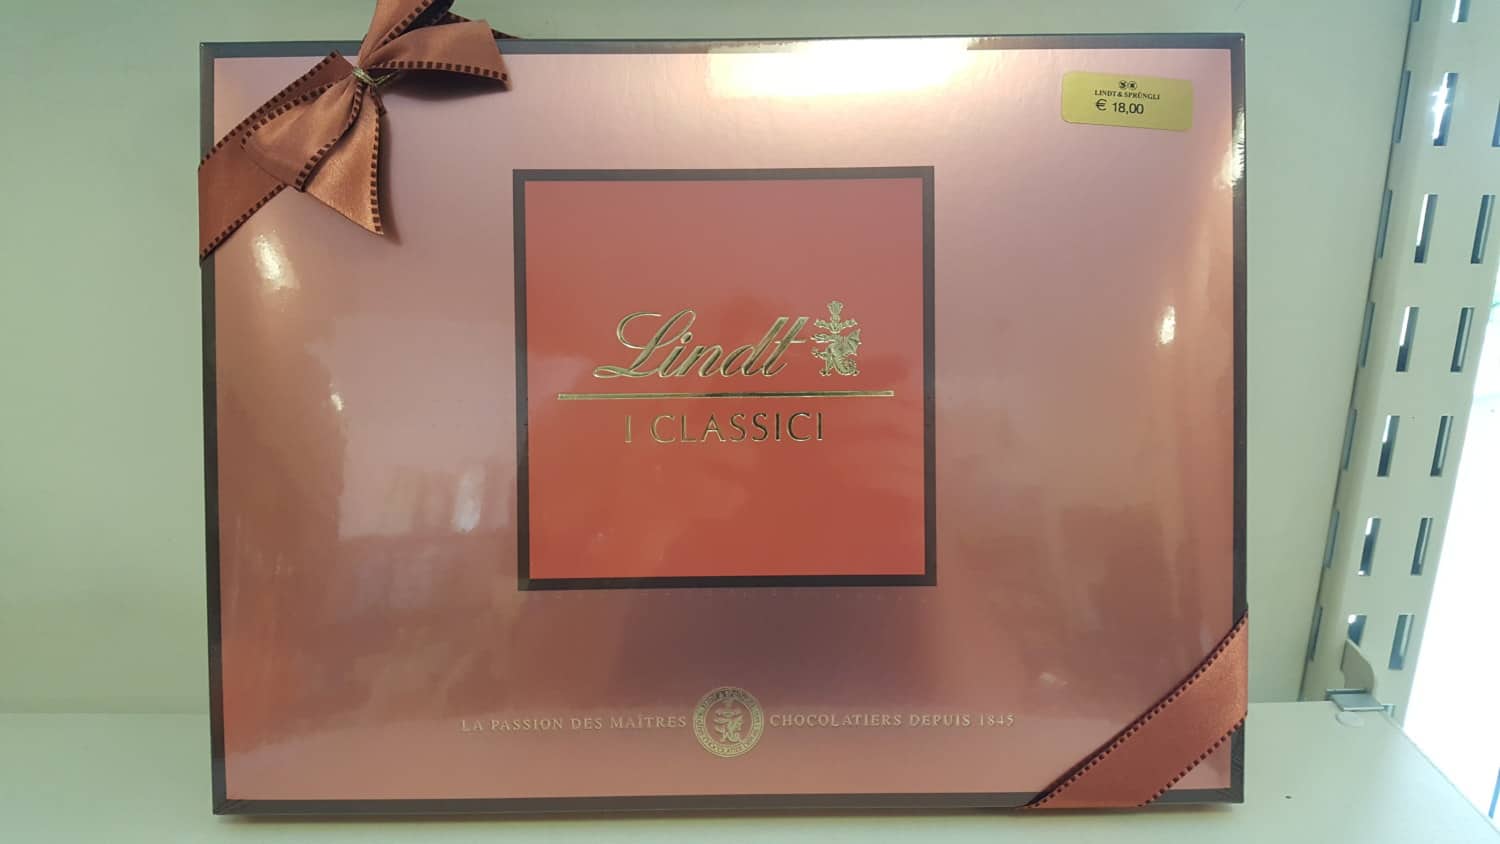 LINDT & SPRÜNGLI
€ 18,00
Lindt
I CLASSICI
LA PASSION DES MAÎTRES CHOCOLATIERS DEPUIS 1845